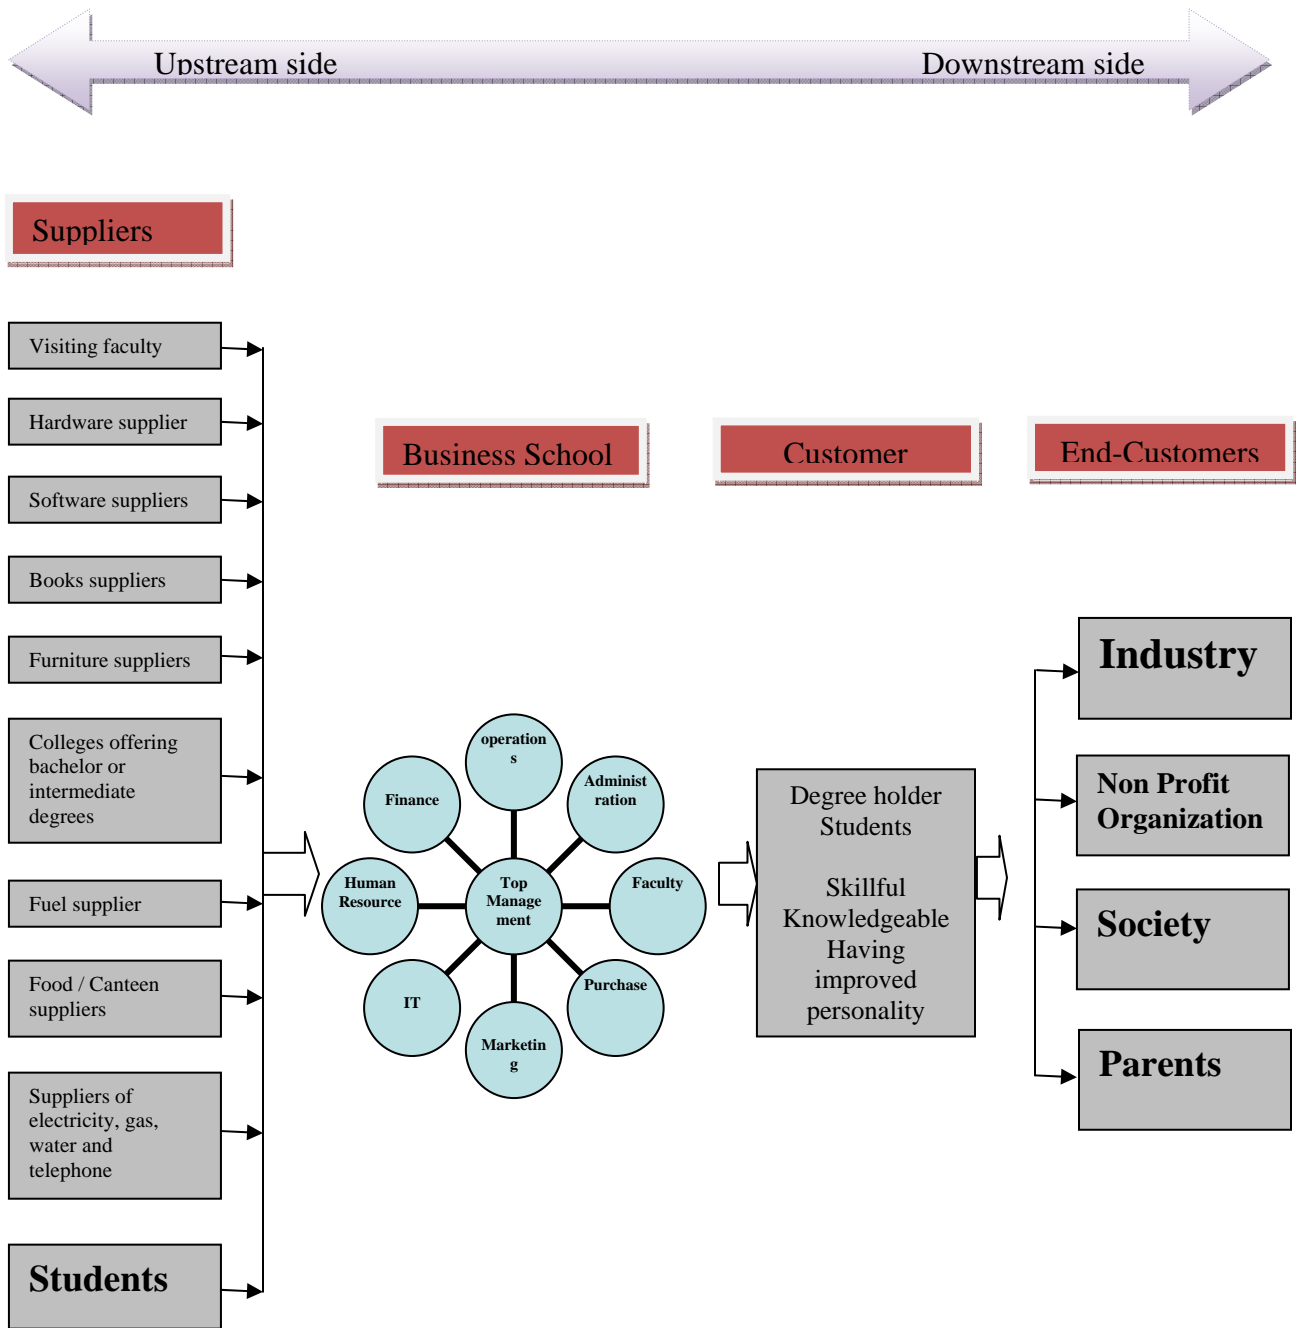 Upstream side
Downstream side
Suppliers
Visiting faculty
Hardware supplier
Software suppliers
Books suppliers
Furniture suppliers
Colleges offering
bachelor or
intermediate
degrees
Fuel supplier
Food / Canteen
suppliers
Suppliers of
electricity, gas,
water and
telephone
Students
Business School
operation
s
Administ
ration
Finance
Human
Resource
Top
Manage
ment
Faculty
IT
Purchase
Marketin
g
Customer
Degree holder
Students
Skillful
Knowledgeable
Having
improved
personality
End-Customers
Industry
Non Profit
Organization
Society
Parents